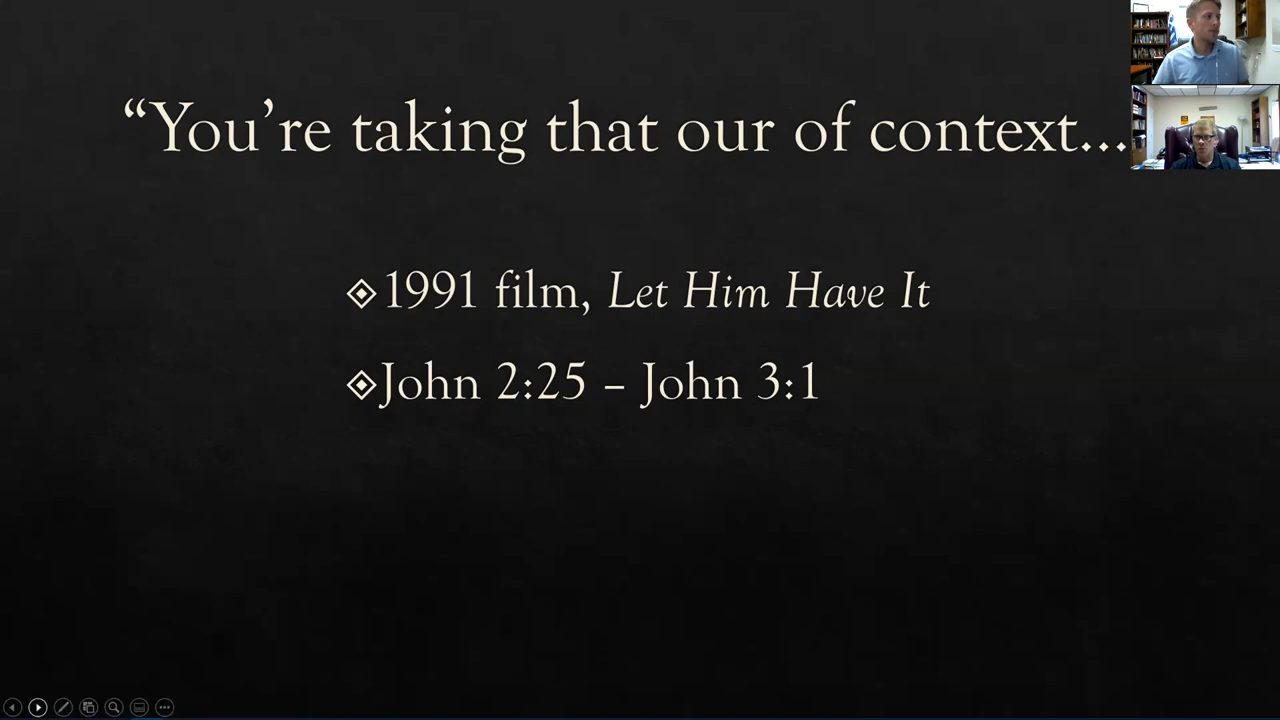 “You’re taking that our of context...
1991 film, Let Him Have It
John 2:25 – John 3:1